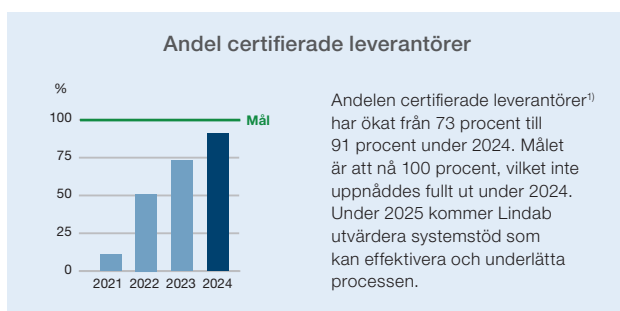 Andel certifierade leverantörer
%
100
Mål
75
50
25
0
2021 2022 2023 2024
Andelen certifierade leverantörer1)
har ökat från 73 procent till
91 procent under 2024. Målet
är att nå 100 procent, vilket inte
uppnåddes fullt ut under 2024.
Under 2025 kommer Lindab
utvärdera systemstöd som
kan effektivera och underlätta
processen.